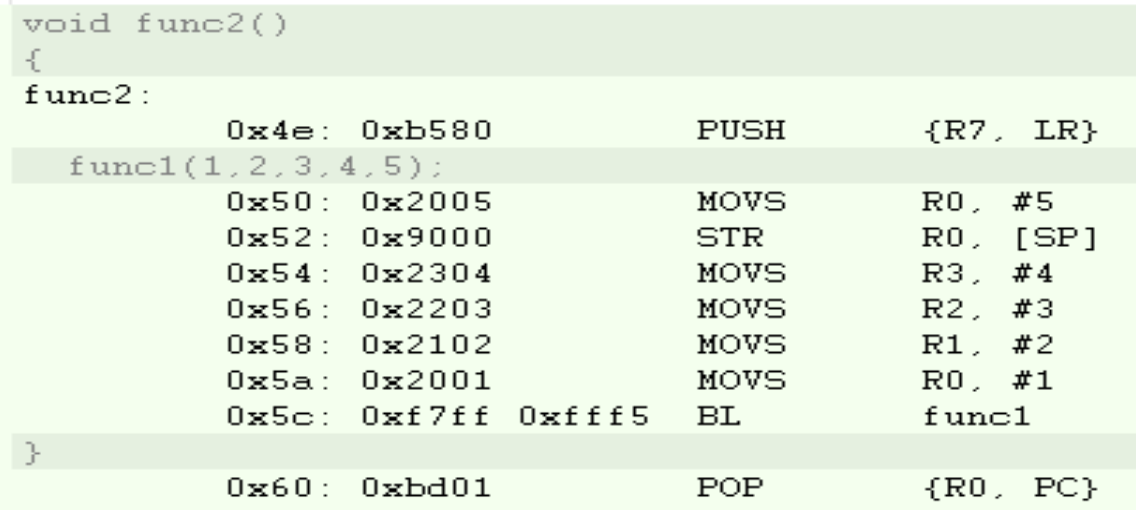 void func2()
{
func2:
0x4e: 0xb580 PUSH {R7, LR}
func1(1,2,3,4,5);
0x50: 0x2005 MOVS R0, #5
0x52: 0x9000 STR R0, [SP]
0x54: 0x2304 MOVS R3, #4
0x56: 0x2203 MOVS R2, #3
0x58: 0x2102 MOVS R1, #2
0x5a: 0x2001 MOVS R0, #1
0x5c: 0xf7ff 0xfff5 BL func1
}
0x60: 0xbd01 POP {R0, PC}